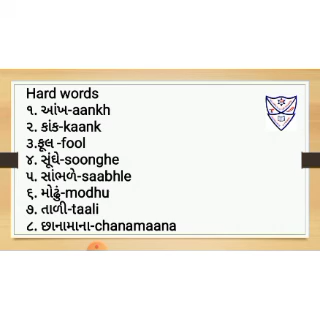 Hard words
૧. આંખ-aankh
૨. કાંક-kaank
૩.ફૂલ -fool
૪. સૂંઘે-soonghe
૫. સાંભળે-saabhle
૬. મોઢું-modhu
૭. તાળી-taali
૮. છાનામાના-chanamaana